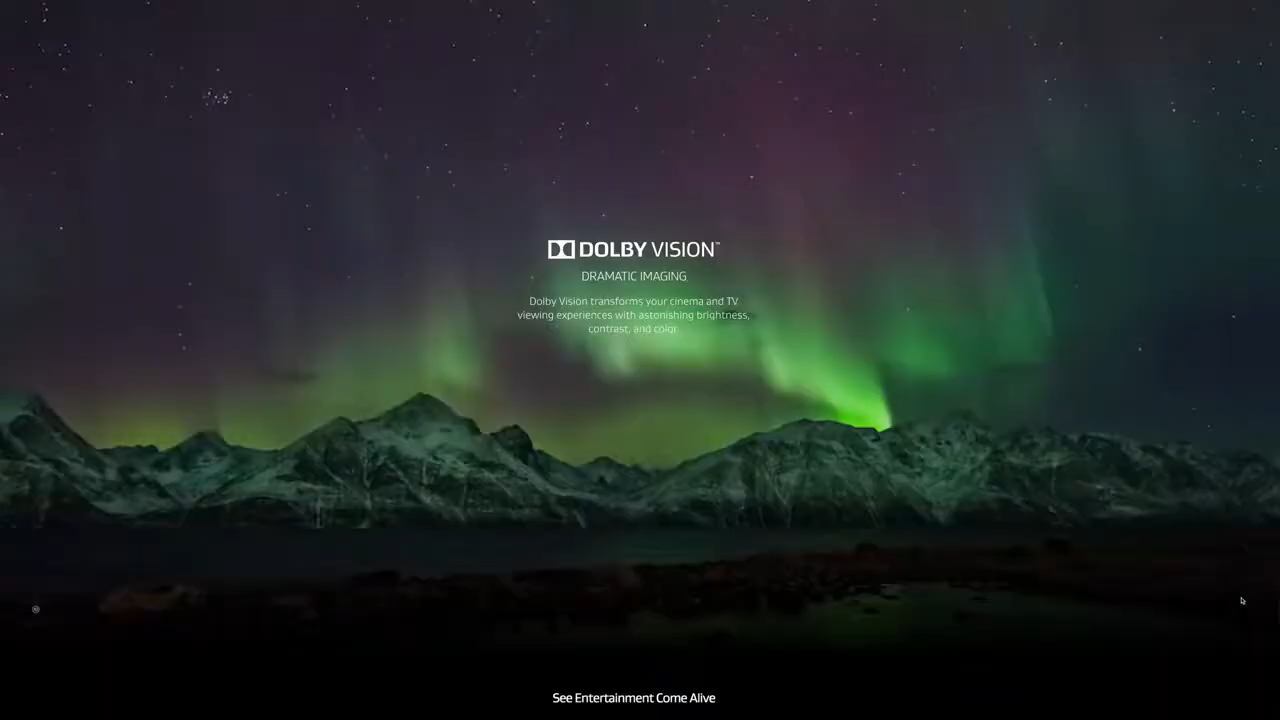 DOLBY VISION™
DRAMATIC IMAGING
Dolby Vision transforms your cinema and TV
viewing experiences with astonishing brightness,
contrast, and color.
See Entertainment Come Alive